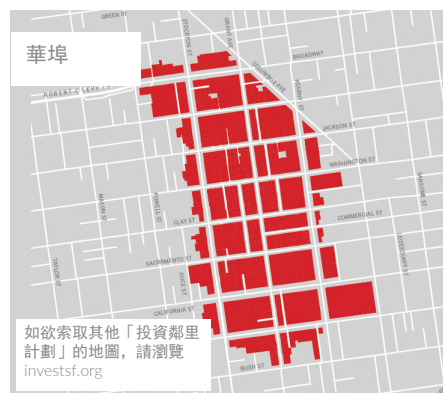 GREEN ST
STOCKTON ST
GRANT AVE
華埠
BROADWAY
COLUMBUS AVE
KEARNY ST
JACKSON ST
WASHINGTON ST
SANSOME ST
MASON ST
POWELL ST
COMMERCIAL ST
CLAY ST
LEIDESDORFF ST
SACRAMENTO ST
TAYLOR ST
JOICE ST
CALIFORNIA ST
如欲索取其他「投資鄰里
計劃」的地圖，請瀏覽
investsf.org
BUSH ST